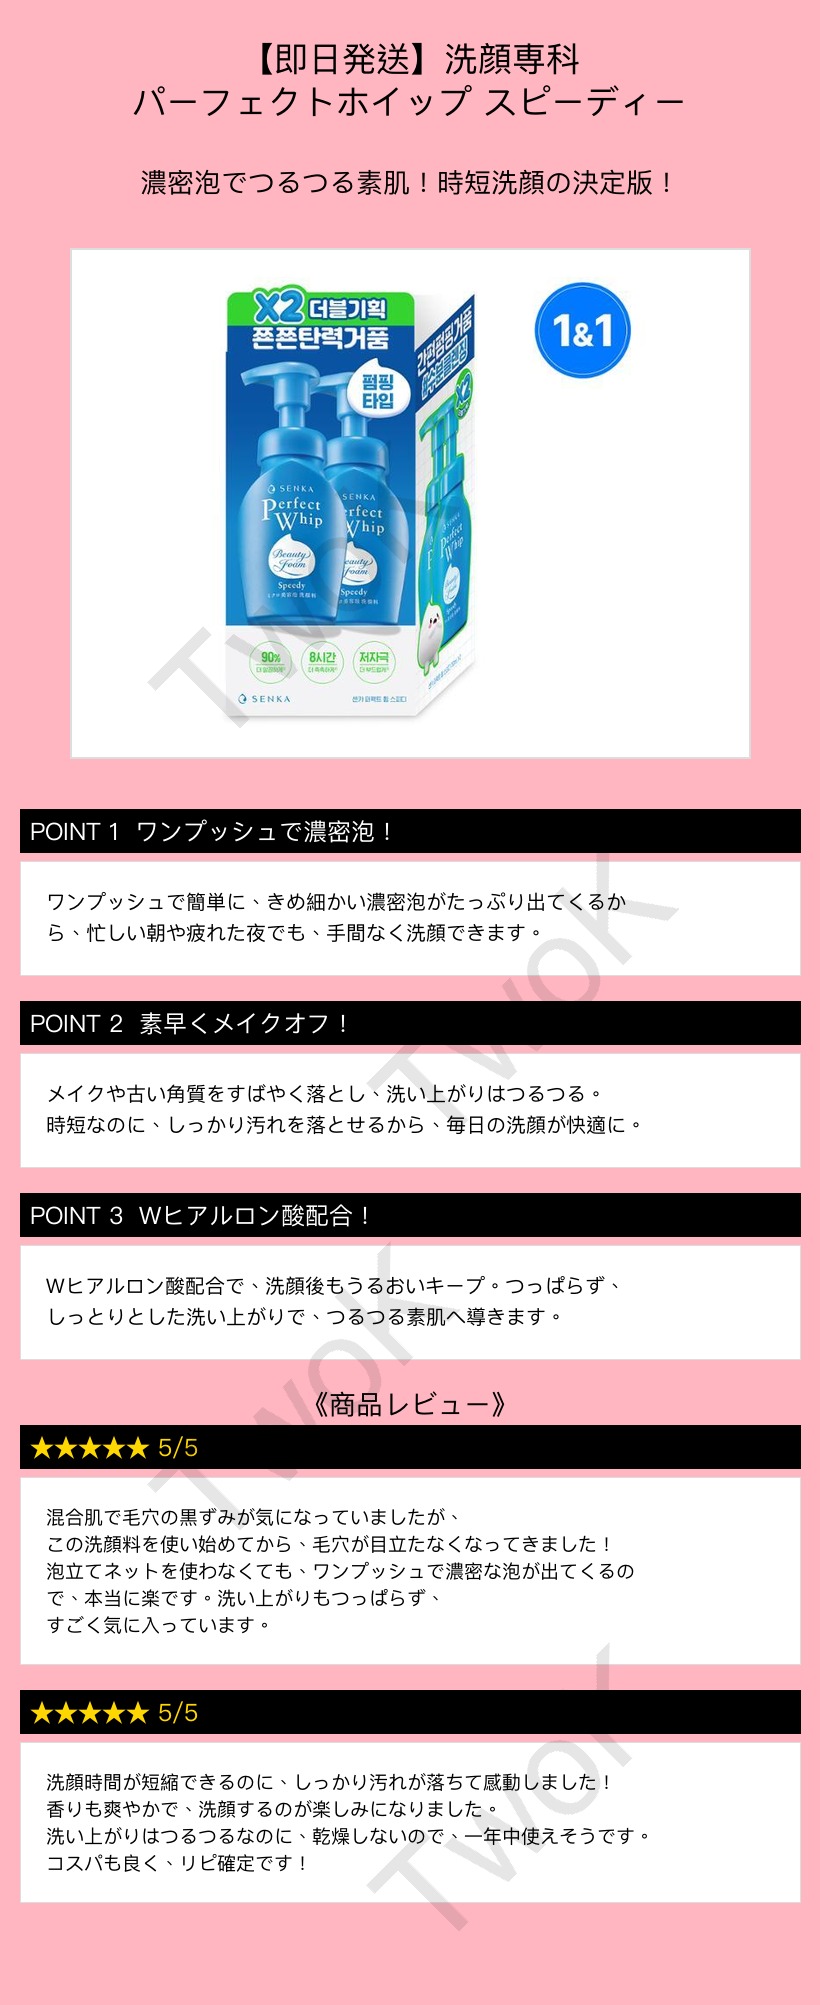 【即日発送】洗顔専科
パーフェクトホイップ スピーディー
濃密泡でつるつる素肌！時短洗顔の決定版！
X2 더블기획
쫀쫀탄력거품
펌핑
타입
간편펌핑거품
X2
1&1
SENKA
Perfect
Whip
Beauty
Foam
Speedy
SENKA
erfect
Whip
eauty
Foam
Speedy
Perfect
Whip
90%
8시간
저자극
SENKA
센카 퍼펙트 휩 스피디
POINT 1 ワンプッシュで濃密泡！
ワンプッシュで簡単に、きめ細かい濃密泡がたっぷり出てくるか
ら、忙しい朝や疲れた夜でも、手間なく洗顔できます。
POINT 2 素早くメイクオフ！
メイクや古い角質をすばやく落とし、洗い上がりはつるつる。
時短なのに、しっかり汚れを落とせるから、毎日の洗顔が快適に。
POINT 3 Wヒアルロン酸配合！
Wヒアルロン酸配合で、洗顔後もうるおいキープ。つっぱらず、
しっとりとした洗い上がりで、つるつる素肌へ導きます。
《商品レビュー》
★★★★★ 5/5
混合肌で毛穴の黒ずみが気になっていましたが、
この洗顔料を使い始めてから、毛穴が目立たなくなってきました！
泡立てネットを使わなくても、ワンプッシュで濃密な泡が出てくるの
で、本当に楽です。洗い上がりもつっぱらず、
すごく気に入っています。
★★★★★ 5/5
洗顔時間が短縮できるのに、しっかり汚れが落ちて感動しました！
香りも爽やかで、洗顔するのが楽しみになりました。
洗い上がりはつるつるなのに、乾燥しないので、一年中使えそうです。
コスパも良く、リピ確定です！
TwoK
TwoK
TwoK
TwoK